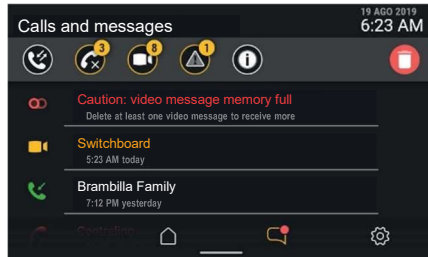 19 AGO 2019
Calls and messages
6:23 AM
3
8
1
Caution: video message memory full
Delete at least one video message to receive more
Switchboard
5:23 AM today
Brambilla Family
7:12 PM yesterday